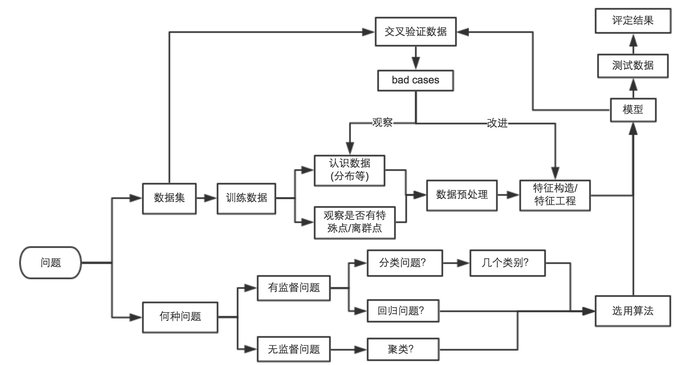 评定结果
交叉验证数据
测试数据
bad cases
模型
观察
改进
认识数据
(分布等)
数据集
训练数据
数据预处理
特征构造/
特征工程
观察是否有特
殊点/离群点
问题
分类问题?
几个类别?
有监督问题
何种问题
回归问题?
选用算法
无监督问题
聚类?